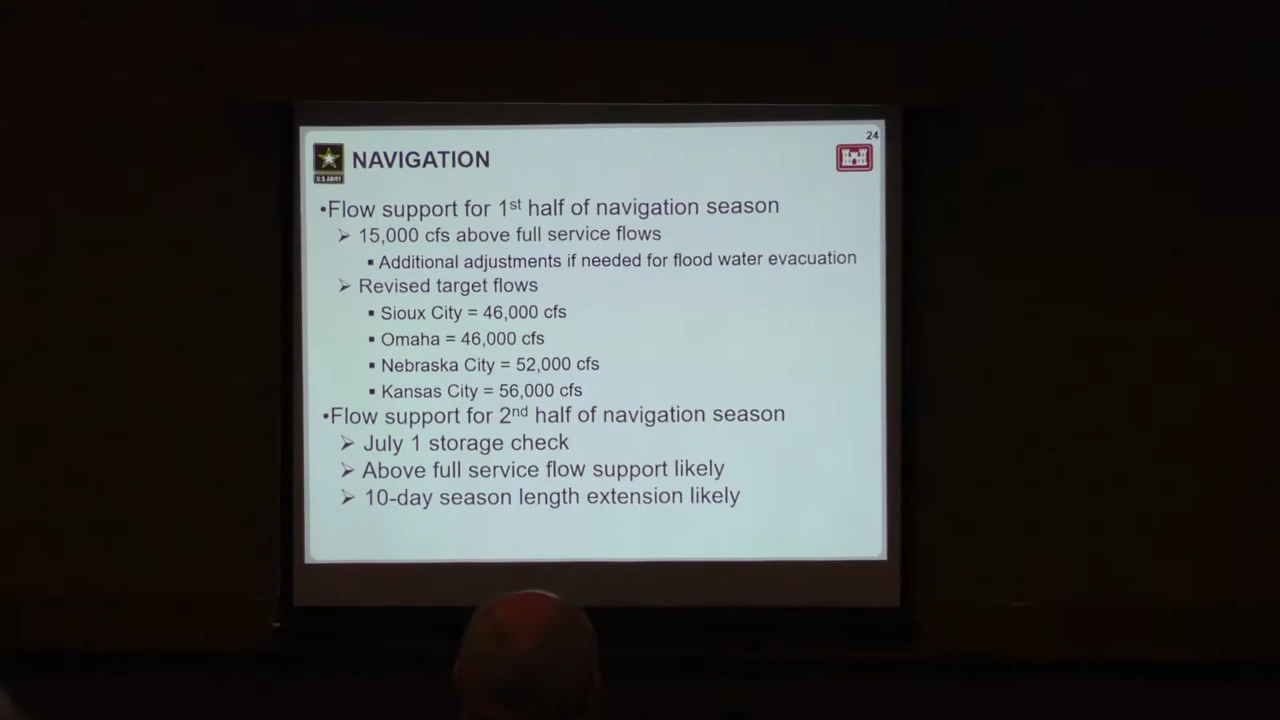 24
U.S. ARMY
NAVIGATION
•Flow support for 1st half of navigation season
➢ 15,000 cfs above full service flows
▪ Additional adjustments if needed for flood water evacuation
➢ Revised target flows
▪ Sioux City = 46,000 cfs
▪ Omaha = 46,000 cfs
▪ Nebraska City = 52,000 cfs
▪ Kansas City = 56,000 cfs
•Flow support for 2nd half of navigation season
➢ July 1 storage check
➢ Above full service flow support likely
➢ 10-day season length extension likely